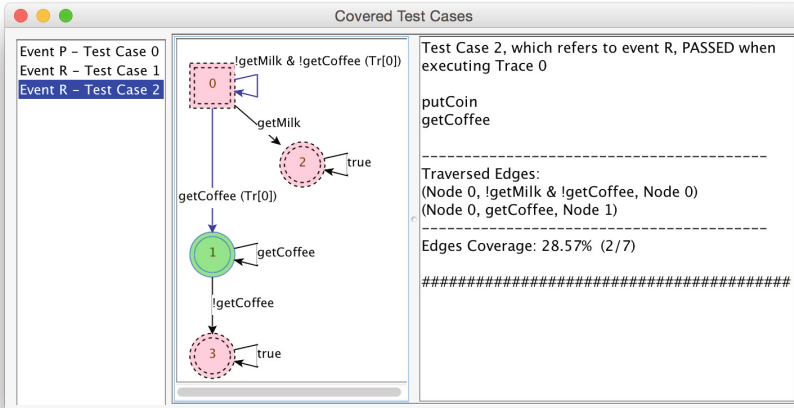 Covered Test Cases
Event P – Test Case 0
Event R – Test Case 1
Event R – Test Case 2
!getMilk & !getCoffee (Tr[0])
0
getMilk
2
true
getCoffee (Tr[0])
1
getCoffee
!getCoffee
3
true
Test Case 2, which refers to event R, PASSED when
executing Trace 0
putCoin
getCoffee
----------------------------------------
Traversed Edges:
(Node 0, !getMilk & !getCoffee, Node 0)
(Node 0, getCoffee, Node 1)
----------------------------------------
Edges Coverage: 28.57% (2/7)
########################################